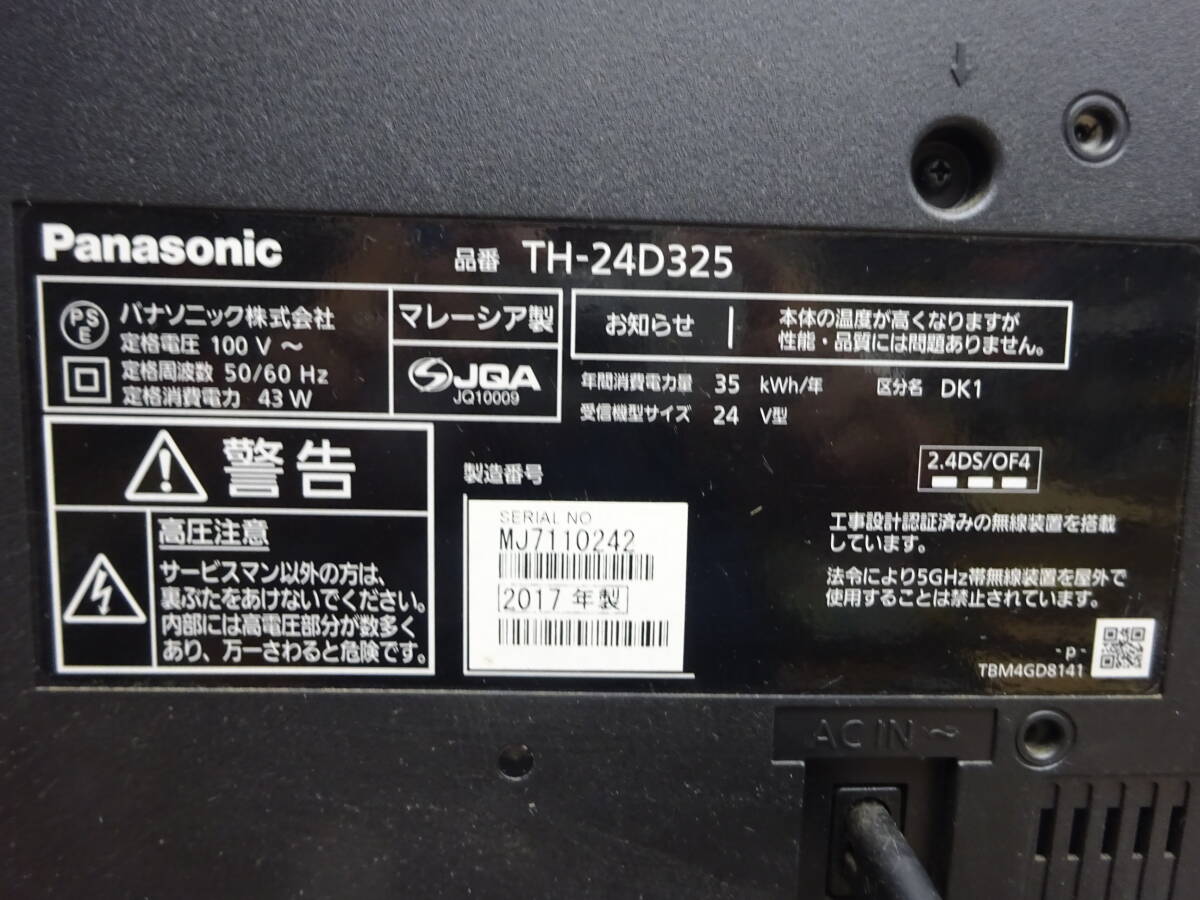 Panasonic
品番 TH-24D325
PS
E
パナソニック株式会社
定格電圧 100 V ～
定格周波数 50/60 Hz
定格消費電力 43 W
マレーシア製
JQA
JQ10009
お知らせ
本体の温度が高くなりますが
性能・品質には問題ありません。
年間消費電力量 35 kWh/年 区分名 DK1
受信機型サイズ 24 V型
警告
高圧注意
サービスマン以外の方は、
裏ぶたをあけないでください。
内部には高電圧部分が数多く
あり、万一さわると危険です。
製造番号
SERIAL NO
MJ7110242
2017 年製
2.4DS/OF4
工事設計認証済みの無線装置を搭載
しています。
法令により5GHz帯無線装置を屋外で
使用することは禁止されています。
-p-
TBM4GD8141
AC IN ～